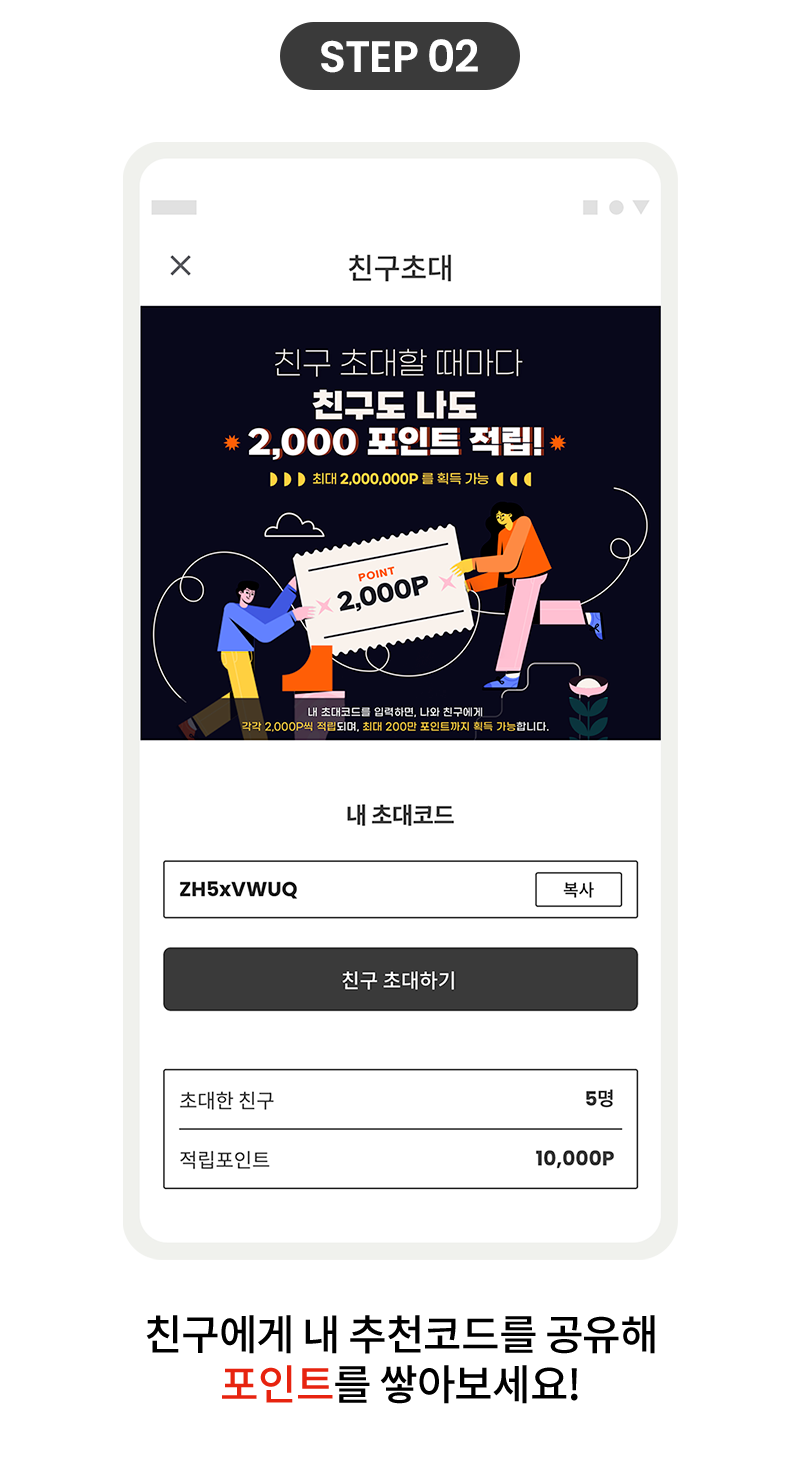 STEP 02
친구초대
친구 초대할 때마다
친구도 나도
2,000 포인트 적립!
최대 2,000,000P 를 획득 가능
POINT
2,000P
내 초대코드를 입력하면, 나와 친구에게
각각 2,000P씩 적립되며, 최대 200만 포인트까지 획득 가능합니다.
내 초대코드
ZH5xVWUQ 복사
친구 초대하기
초대한 친구 5명
적립포인트 10,000P
친구에게 내 추천코드를 공유해
포인트를 쌓아보세요!